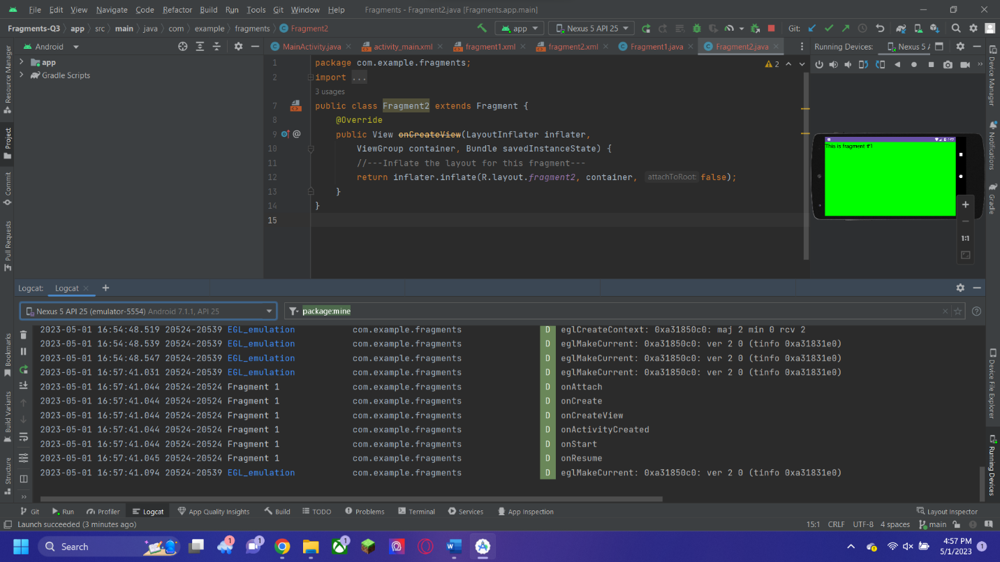 File Edit View Navigate Code Refactor Build Run Tools Git Window Help Fragments - Fragment2.java [Fragments.app.main]
Fragments-Q3 app src main java com example fragments Fragment2 app Nexus 5 API 25 Git:
Android
MainActivity.java activity_main.xml fragment1.xml fragment2.xml Fragment1.java Fragment2.java
Running Devices: Nexus 5 A
app
Gradle Scripts
1 package com.example.fragments;
2 import ...
3 usages
7 public class Fragment2 extends Fragment {
8 @Override
9 @ public View onCreateView(LayoutInflater inflater,
10 ViewGroup container, Bundle savedInstanceState) {
11 //---Inflate the layout for this fragment---
12 return inflater.inflate(R.layout.fragment2, container, attachToRoot: false);
13 }
14 }
15
2
This is fragment #1
1:1
Resource Manager
Project
Commit
Pull Requests
Bookmarks
Build Variants
Structure
Device Manager
Notifications
Gradle
Device File Explorer
Running Devices
Logcat: Logcat
Nexus 5 API 25 (emulator-5554) Android 7.1.1, API 25
package:mine
2023-05-01 16:54:48.519 20524-20539 EGL_emulation com.example.fragments D eglCreateContext: 0xa31850c0: maj 2 min 0 rcv 2
2023-05-01 16:54:48.539 20524-20539 EGL_emulation com.example.fragments D eglMakeCurrent: 0xa31850c0: ver 2 0 (tinfo 0xa31831e0)
2023-05-01 16:54:48.547 20524-20539 EGL_emulation com.example.fragments D eglMakeCurrent: 0xa31850c0: ver 2 0 (tinfo 0xa31831e0)
2023-05-01 16:57:41.031 20524-20539 EGL_emulation com.example.fragments D eglMakeCurrent: 0xa31850c0: ver 2 0 (tinfo 0xa31831e0)
2023-05-01 16:57:41.044 20524-20524 Fragment 1 com.example.fragments D onAttach
2023-05-01 16:57:41.044 20524-20524 Fragment 1 com.example.fragments D onCreate
2023-05-01 16:57:41.044 20524-20524 Fragment 1 com.example.fragments D onCreateView
2023-05-01 16:57:41.044 20524-20524 Fragment 1 com.example.fragments D onActivityCreated
2023-05-01 16:57:41.044 20524-20524 Fragment 1 com.example.fragments D onStart
2023-05-01 16:57:41.045 20524-20524 Fragment 1 com.example.fragments D onResume
2023-05-01 16:57:41.094 20524-20539 EGL_emulation com.example.fragments D eglMakeCurrent: 0xa31850c0: ver 2 0 (tinfo 0xa31831e0)
Git Run Profiler Logcat App Quality Insights Build TODO Problems Terminal Services App Inspection Layout Inspector
Launch succeeded (3 minutes ago) 15:1 CRLF UTF-8 4 spaces main
Search 1 1 1 4:57 PM 1
5/1/2023